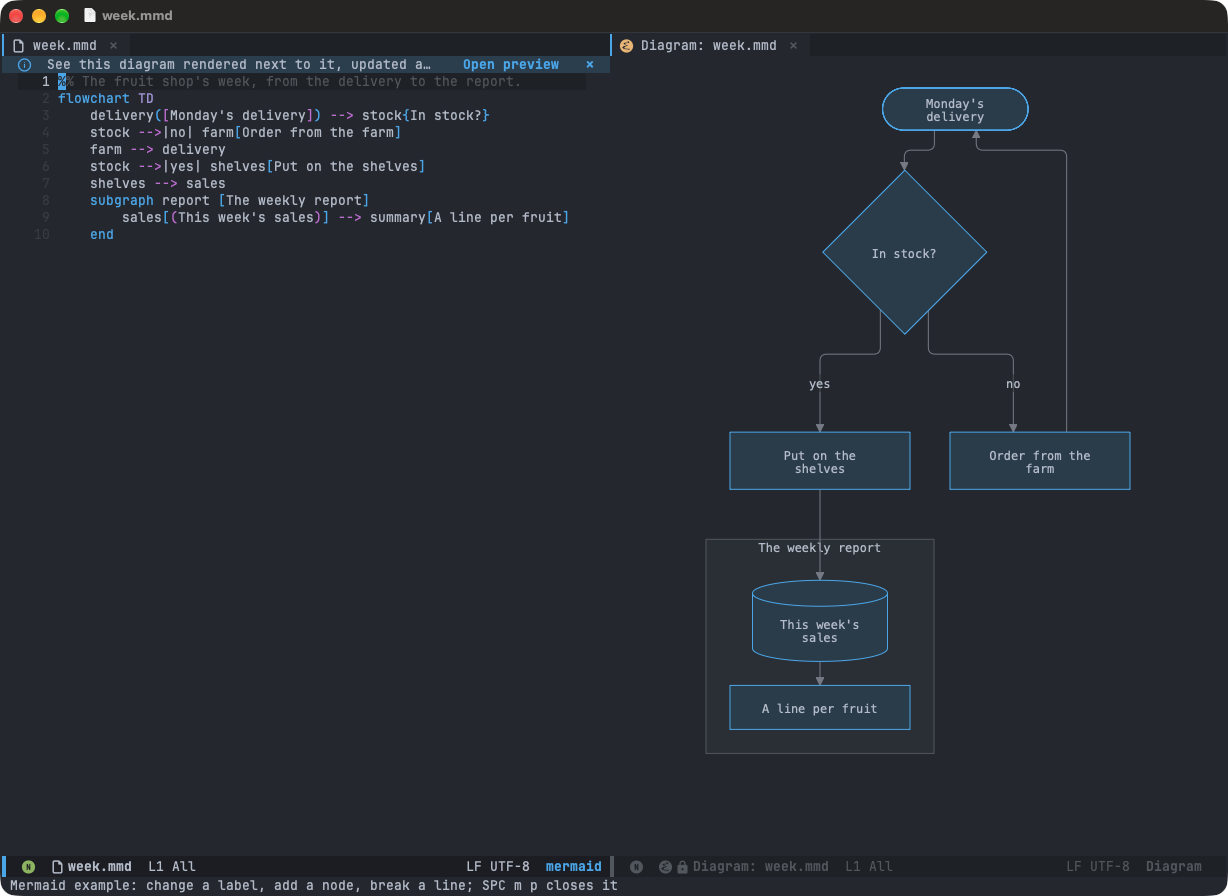 week.mmd
week.mmd ×
Diagram: week.mmd ×
See this diagram rendered next to it, updated a… Open preview ×
1 %% The fruit shop's week, from the delivery to the report.
2 flowchart TD
3 delivery([Monday's delivery]) --> stock{In stock?}
4 stock -->|no| farm[Order from the farm]
5 farm --> delivery
6 stock -->|yes| shelves[Put on the shelves]
7 shelves --> sales
8 subgraph report [The weekly report]
9 sales[(This week's sales)] --> summary[A line per fruit]
10 end
Monday's
delivery
In stock?
yes
no
Put on the
shelves
Order from the
farm
The weekly report
This week's
sales
A line per fruit
N week.mmd L1 All LF UTF-8 mermaid
N Diagram: week.mmd L1 All LF UTF-8 Diagram
Mermaid example: change a label, add a node, break a line; SPC m p closes it